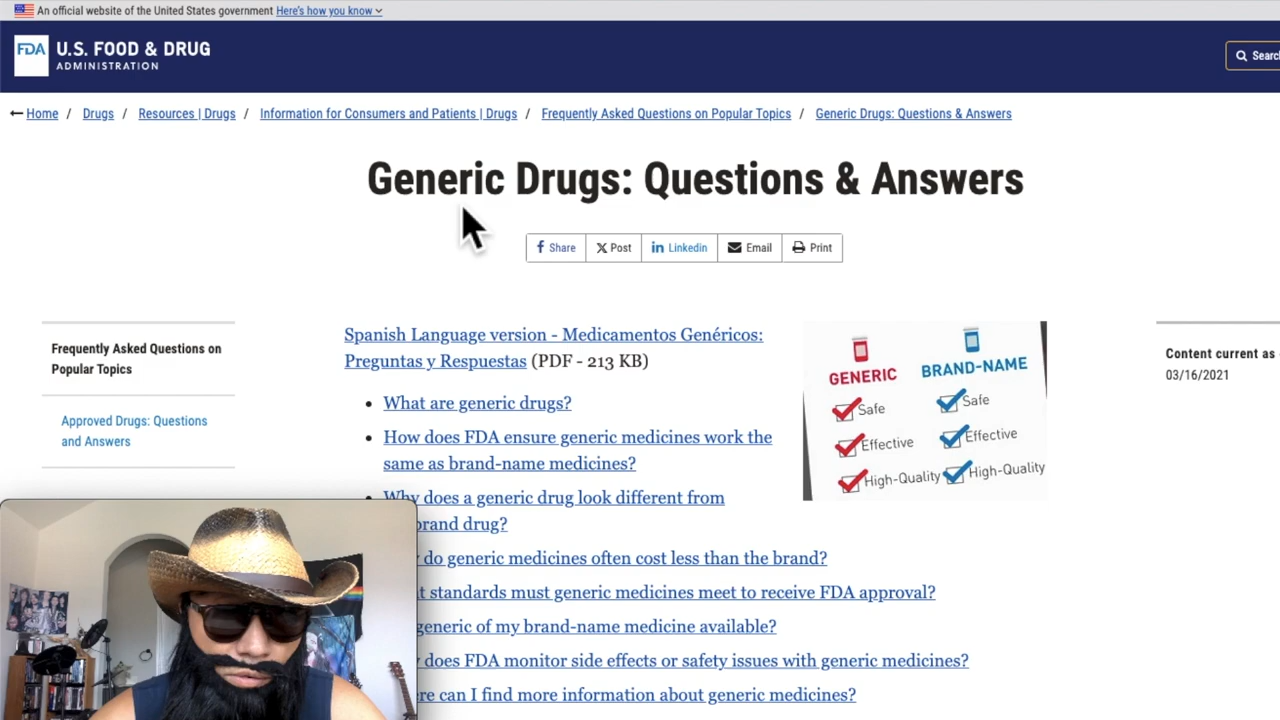 An official website of the United States government Here's how you know
FDA U.S. FOOD & DRUG
ADMINISTRATION
Home / Drugs / Resources | Drugs / Information for Consumers and Patients | Drugs / Frequently Asked Questions on Popular Topics / Generic Drugs: Questions & Answers
Generic Drugs: Questions & Answers
Share Post Linkedin Email Print
Frequently Asked Questions on
Popular Topics
Approved Drugs: Questions
and Answers
Spanish Language version - Medicamentos Genéricos:
Preguntas y Respuestas (PDF - 213 KB)
What are generic drugs?
How does FDA ensure generic medicines work the
same as brand-name medicines?
Why does a generic drug look different from
brand drug?
do generic medicines often cost less than the brand?
standards must generic medicines meet to receive FDA approval?
generic of my brand-name medicine available?
does FDA monitor side effects or safety issues with generic medicines?
can I find more information about generic medicines?
GENERIC
Safe
Effective
High-Quality
BRAND-NAME
Safe
Effective
High-Quality
Content current as
03/16/2021